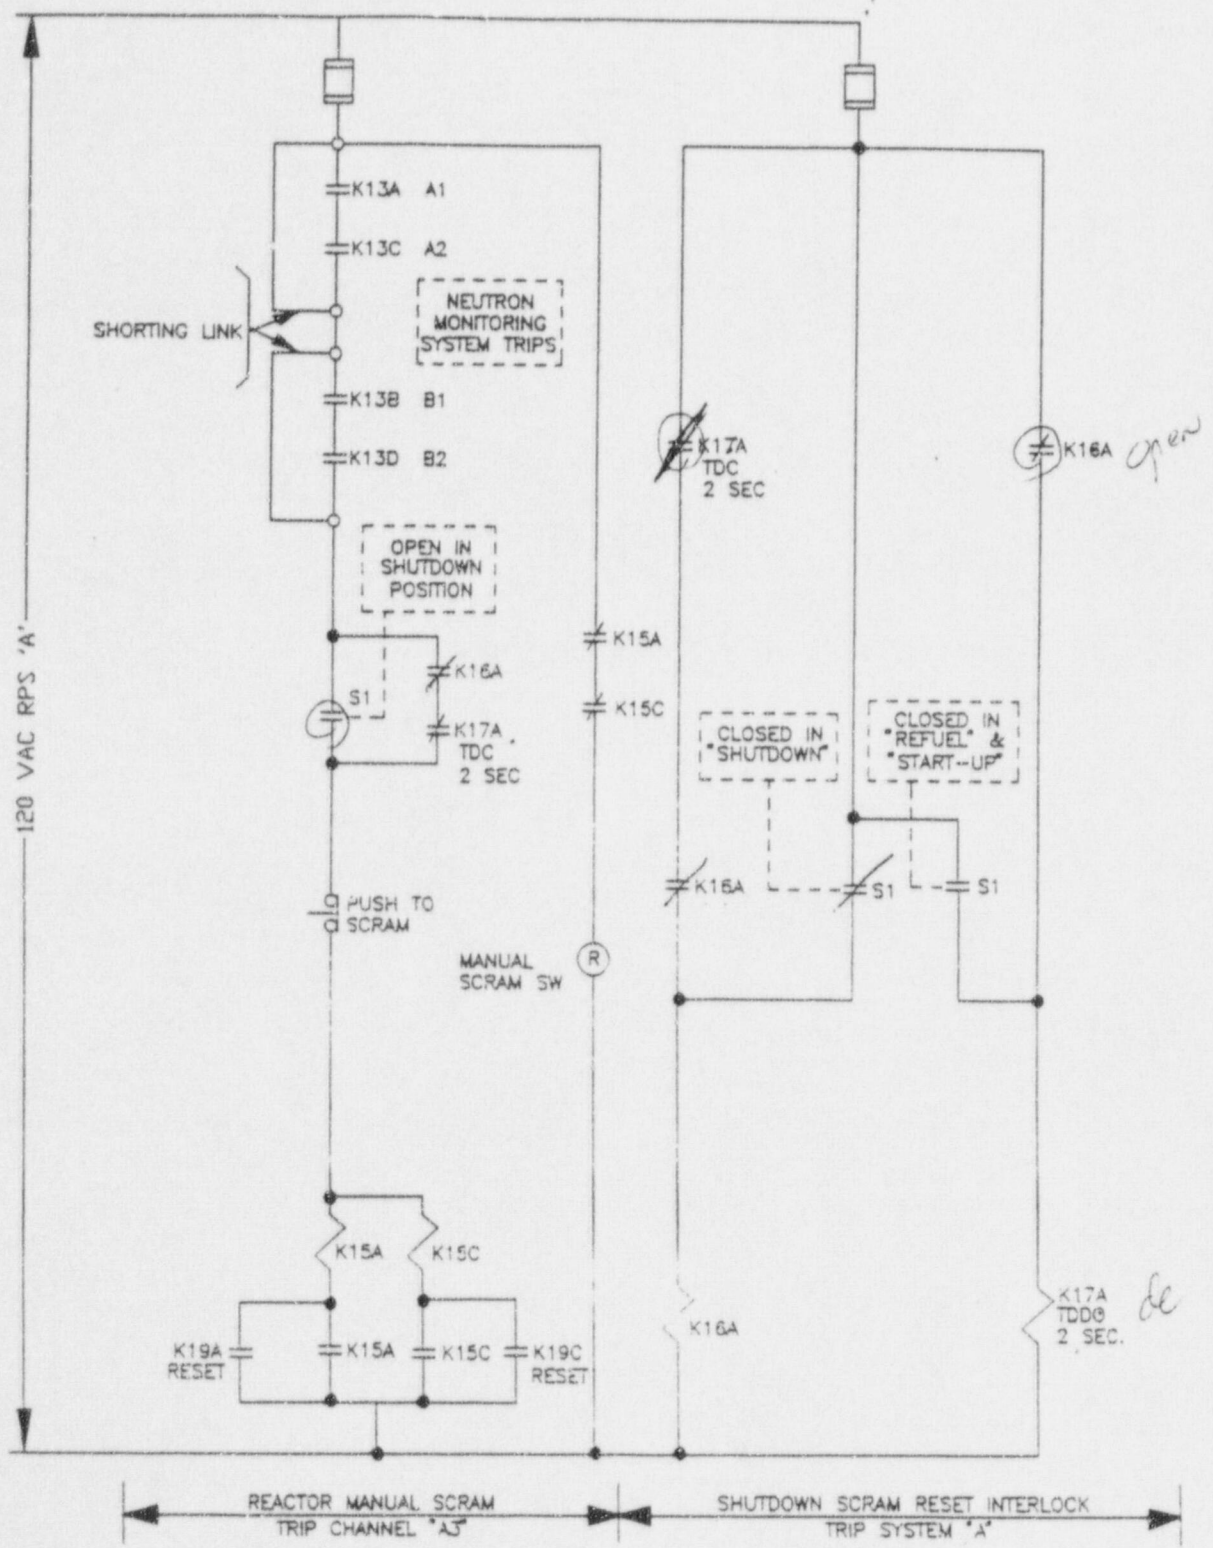 120 VAC RPS 'A'
K13A A1
K13C A2
SHORTING LINK
NEUTRON
MONITORING
SYSTEM TRIPS
K13B B1
K13D B2
K17A
TDC
2 SEC
K16A open
OPEN IN
SHUTDOWN
POSITION
K15A
K16A
S1
K15C
K17A
TDC
2 SEC
CLOSED IN
"SHUTDOWN"
CLOSED IN
"REFUEL" &
"START-UP"
K16A
S1
S1
PUSH TO
SCRAM
MANUAL
SCRAM SW
R
K15A
K15C
K16A
K17A
TDDO
2 SEC.
de
K19A
RESET
K15A
K15C
K19C
RESET
REACTOR MANUAL SCRAM
TRIP CHANNEL "A3"
SHUTDOWN SCRAM RESET INTERLOCK
TRIP SYSTEM "A"